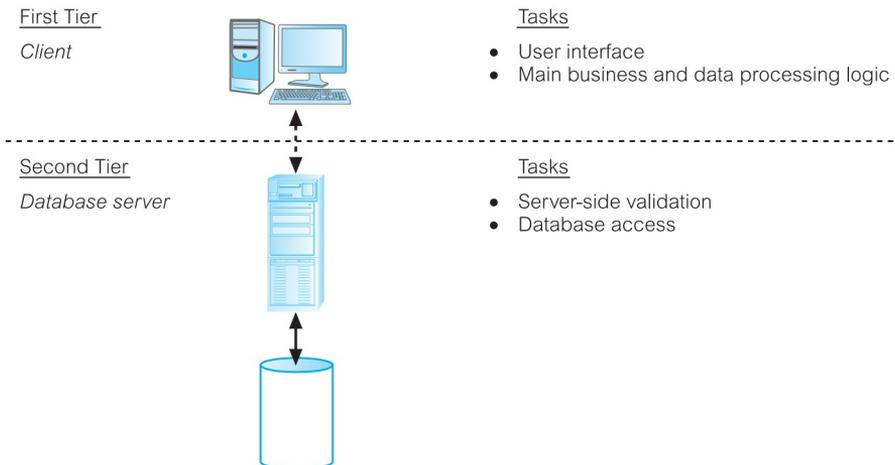 First Tier
Client
Tasks
• User interface
• Main business and data processing logic
Second Tier
Database server
Tasks
• Server-side validation
• Database access